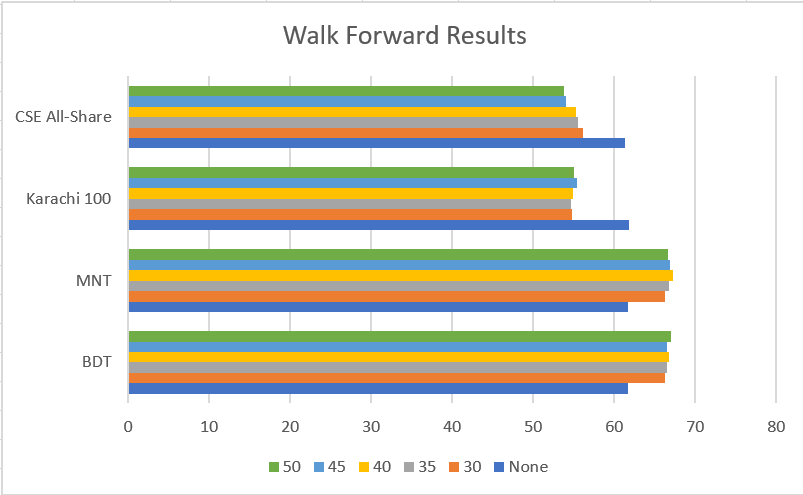 Walk Forward Results
CSE All-Share
Karachi 100
MNT
BDT
0 10 20 30 40 50 60 70 80
50 45 40 35 30 None